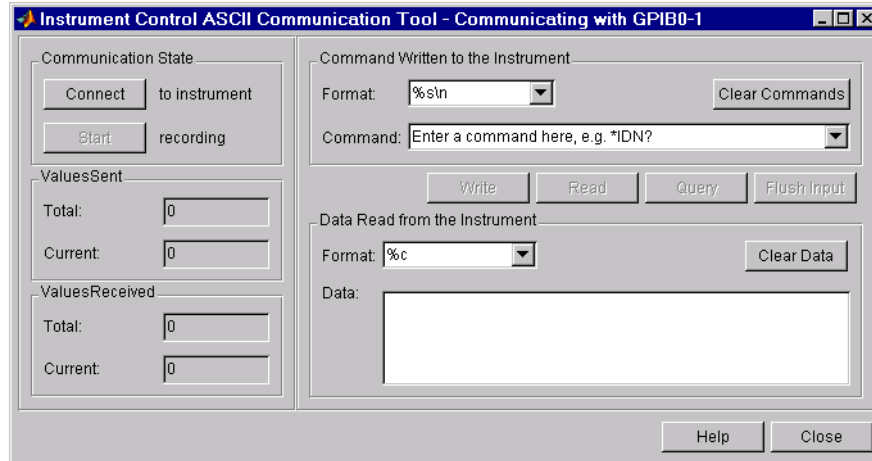 Instrument Control ASCII Communication Tool - Communicating with GPIB0-1
Communication State
Connect to instrument
Start recording
ValuesSent
Total: 0
Current: 0
ValuesReceived
Total: 0
Current: 0
Command Written to the Instrument
Format: %s\n Clear Commands
Command: Enter a command here, e.g. *IDN?
Write Read Query Flush Input
Data Read from the Instrument
Format: %c Clear Data
Data:
Help Close